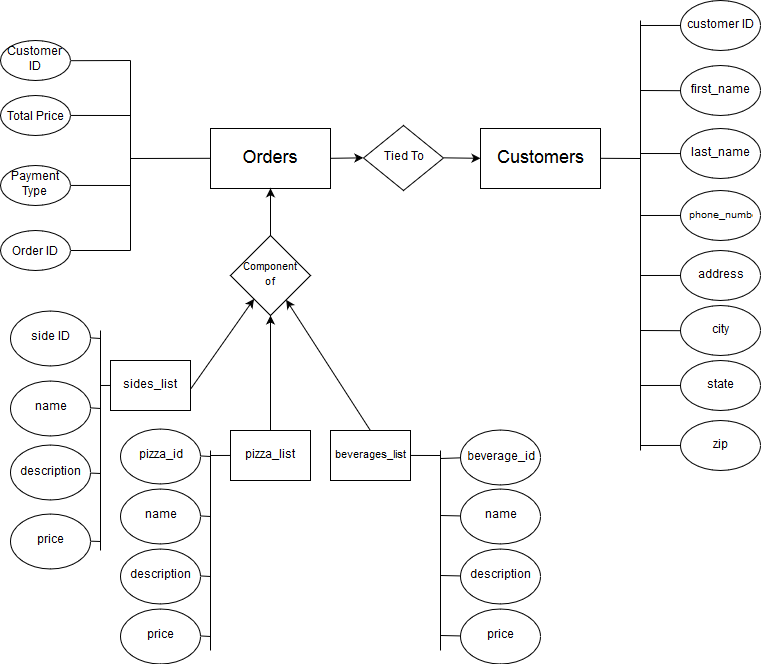 Customer
ID
Total Price
Payment
Type
Order ID
Orders
Tied To
Customers
customer ID
first_name
last_name
phone_numb
address
city
state
zip
Component
of
side ID
name
description
price
sides_list
pizza_id
name
description
price
pizza_list
beverages_list
beverage_id
name
description
price